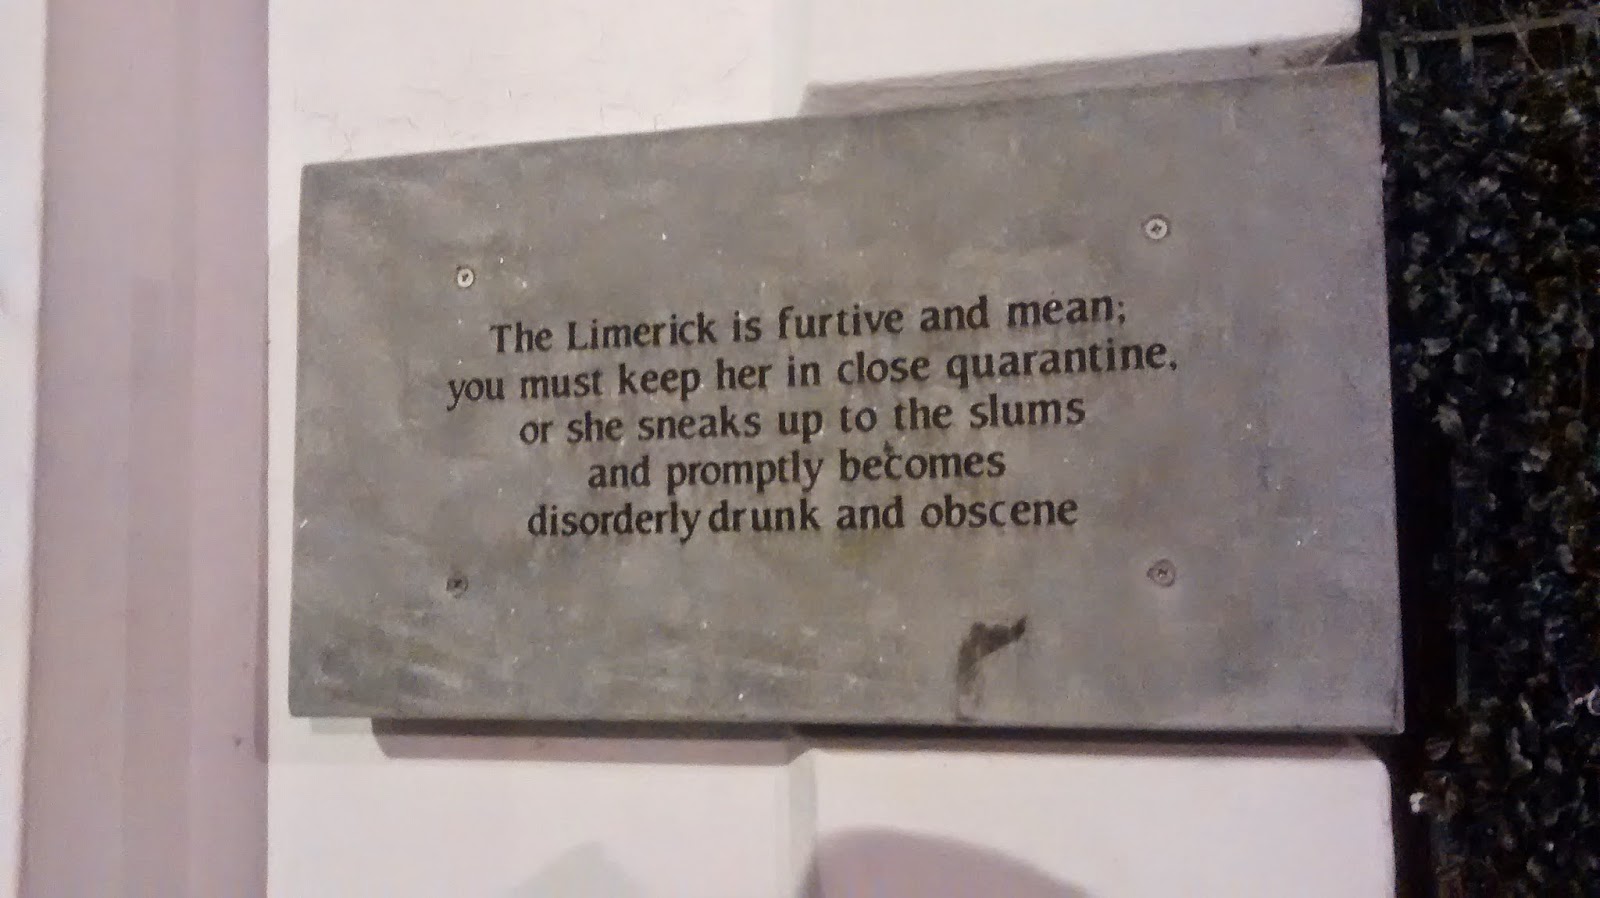 The Limerick is furtive and mean;
you must keep her in close quarantine,
or she sneaks up to the slums
and promptly becomes
disorderly drunk and obscene